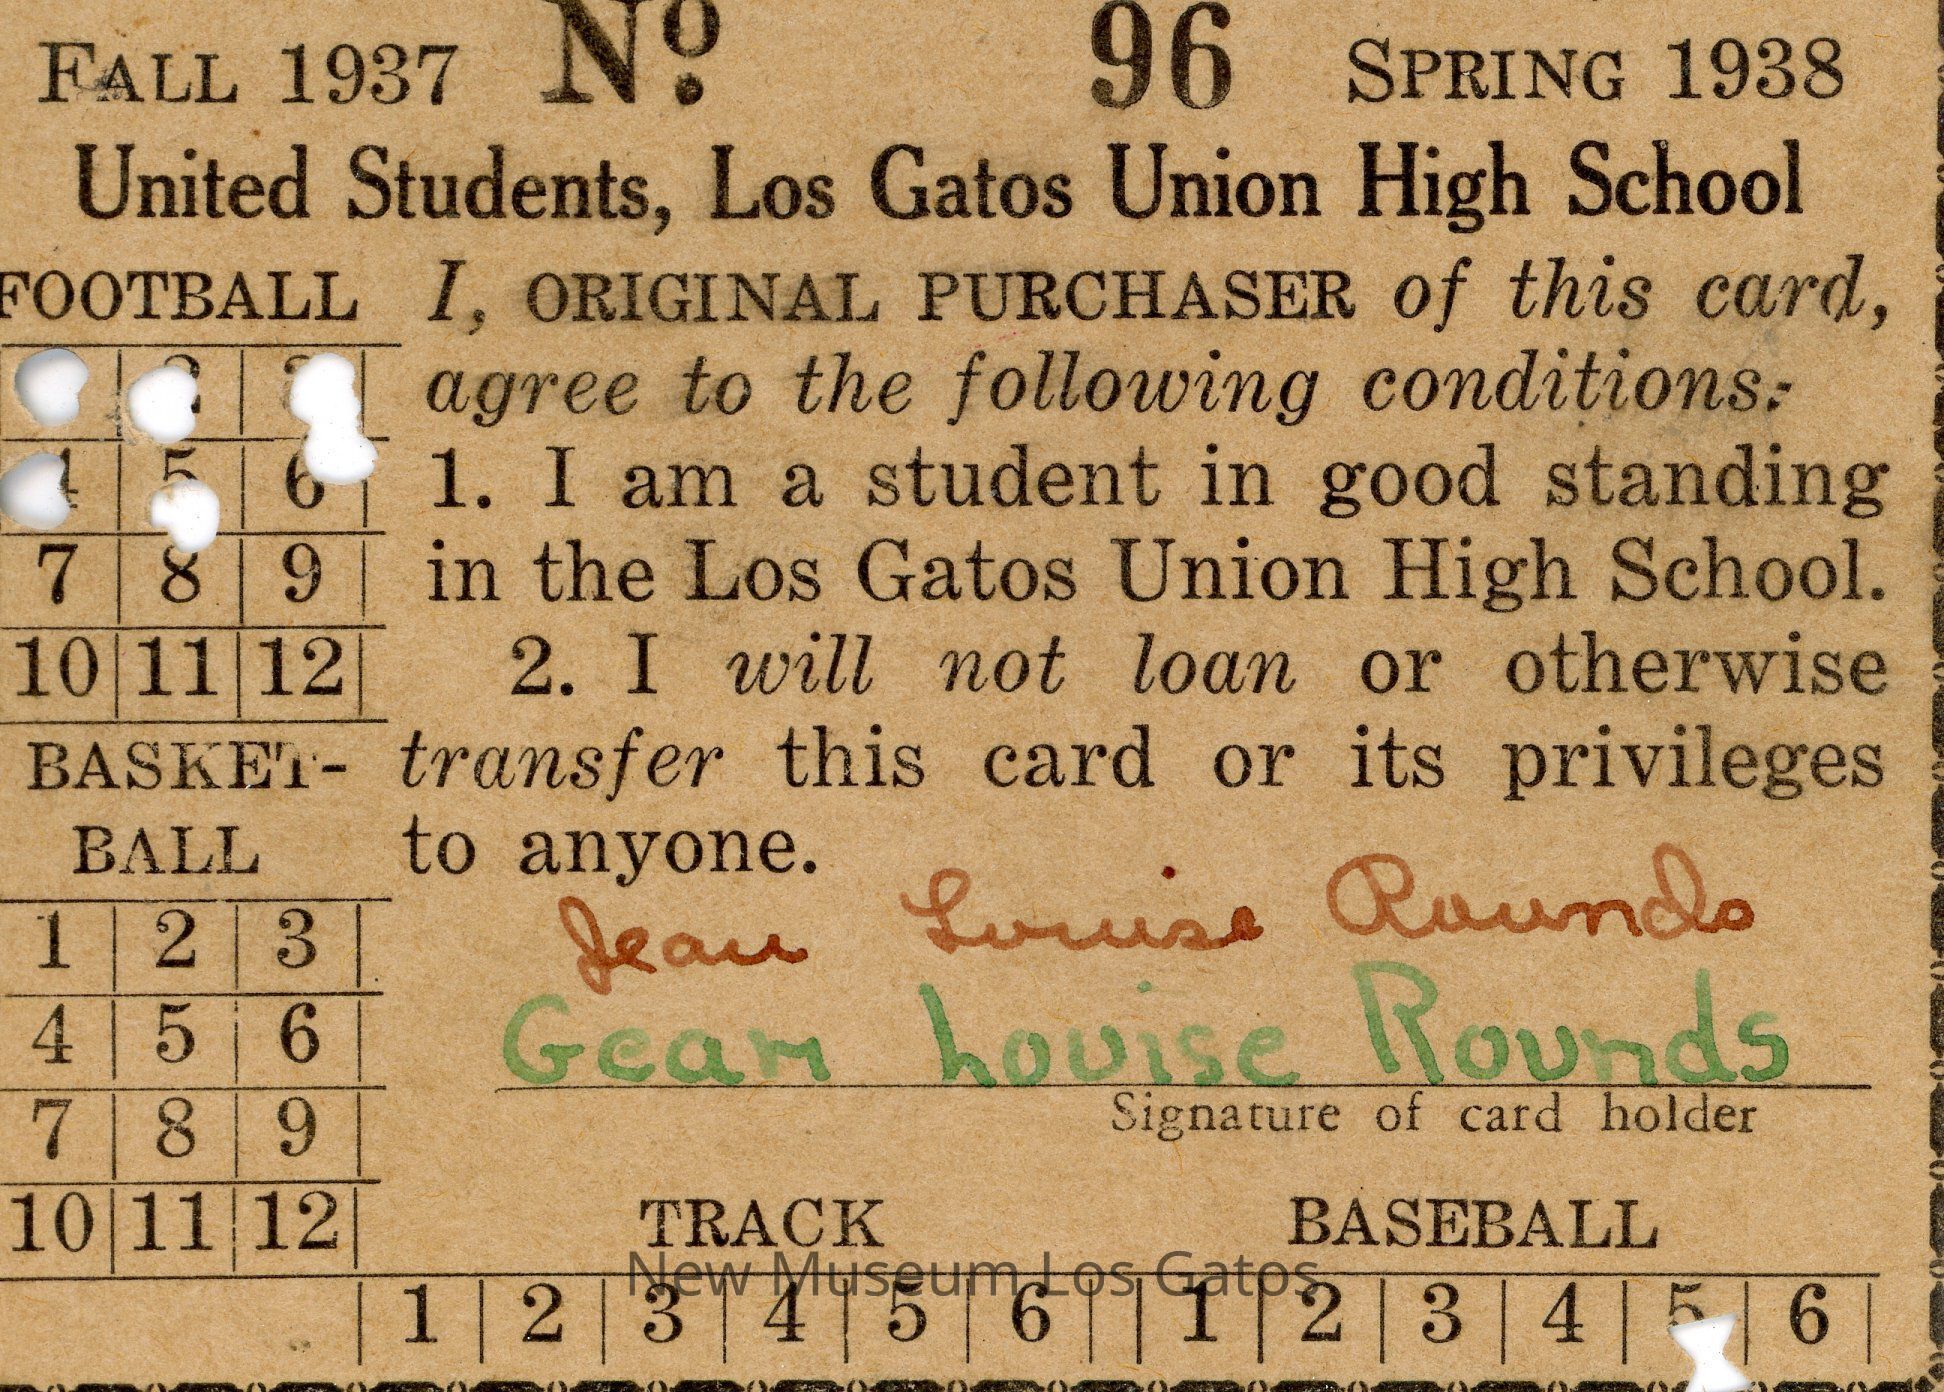 FALL 1937 No. 96 SPRING 1938
United Students, Los Gatos Union High School
FOOTBALL
2
4 5 6
7 8 9
10 11 12
BASKET-
BALL
1 2 3
4 5 6
7 8 9
10 11 12
I, ORIGINAL PURCHASER of this card,
agree to the following conditions:
1. I am a student in good standing
in the Los Gatos Union High School.
2. I will not loan or otherwise
transfer this card or its privileges
to anyone.
Jean Louise Rounds
Gean Louise Rounds
Signature of card holder
TRACK
1 2 3 4 5 6
BASEBALL
1 2 3 4 5 6
New Museum Los Gatos